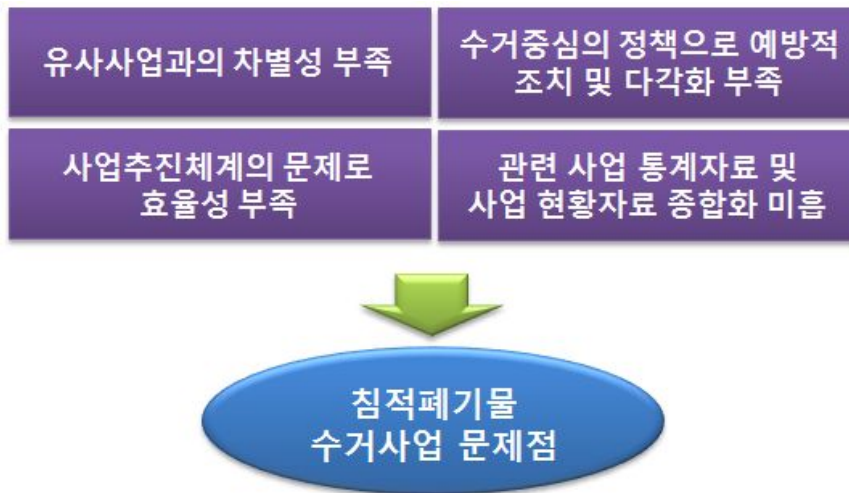 유사사업과의 차별성 부족
수거중심의 정책으로 예방적
조치 및 다각화 부족
사업추진체계의 문제로
효율성 부족
관련 사업 통계자료 및
사업 현황자료 종합화 미흡
침적폐기물
수거사업 문제점